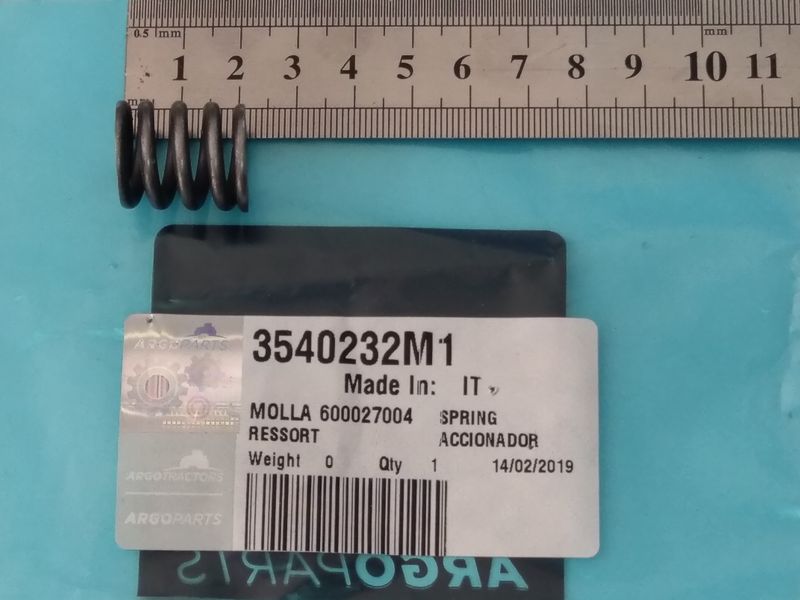 0.5 mm mm
1 2 3 4 5 6 7 8 9 10 11
mm
ARGOPARTS
3540232M1
Made In: IT
MOLLA 600027004 SPRING
RESSORT ACCIONADOR
Weight 0 Qty 1 14/02/2019
ARGOTRACTORS
ARGOPARTS
ARGOPARTS